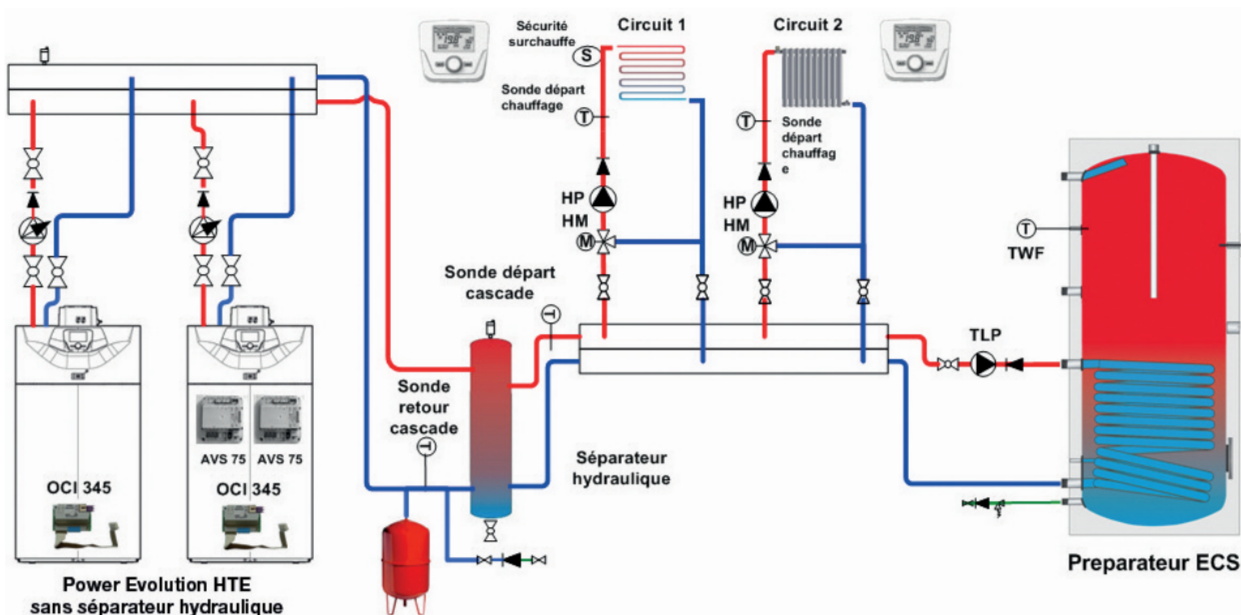 Sécurité
surchauffe
Circuit 1
Circuit 2
S
Sonde départ
chauffage
T
T
Sonde
départ
chauffag
e
HP
HM
M
HP
HM
M
T
TWF
Sonde départ
cascade
T
TLP
Sonde
retour
cascade
T
Séparateur
hydraulique
AVS 75
AVS 75
OCI 345
OCI 345
Preparateur ECS
Power Evolution HTE
sans séparateur hydraulique